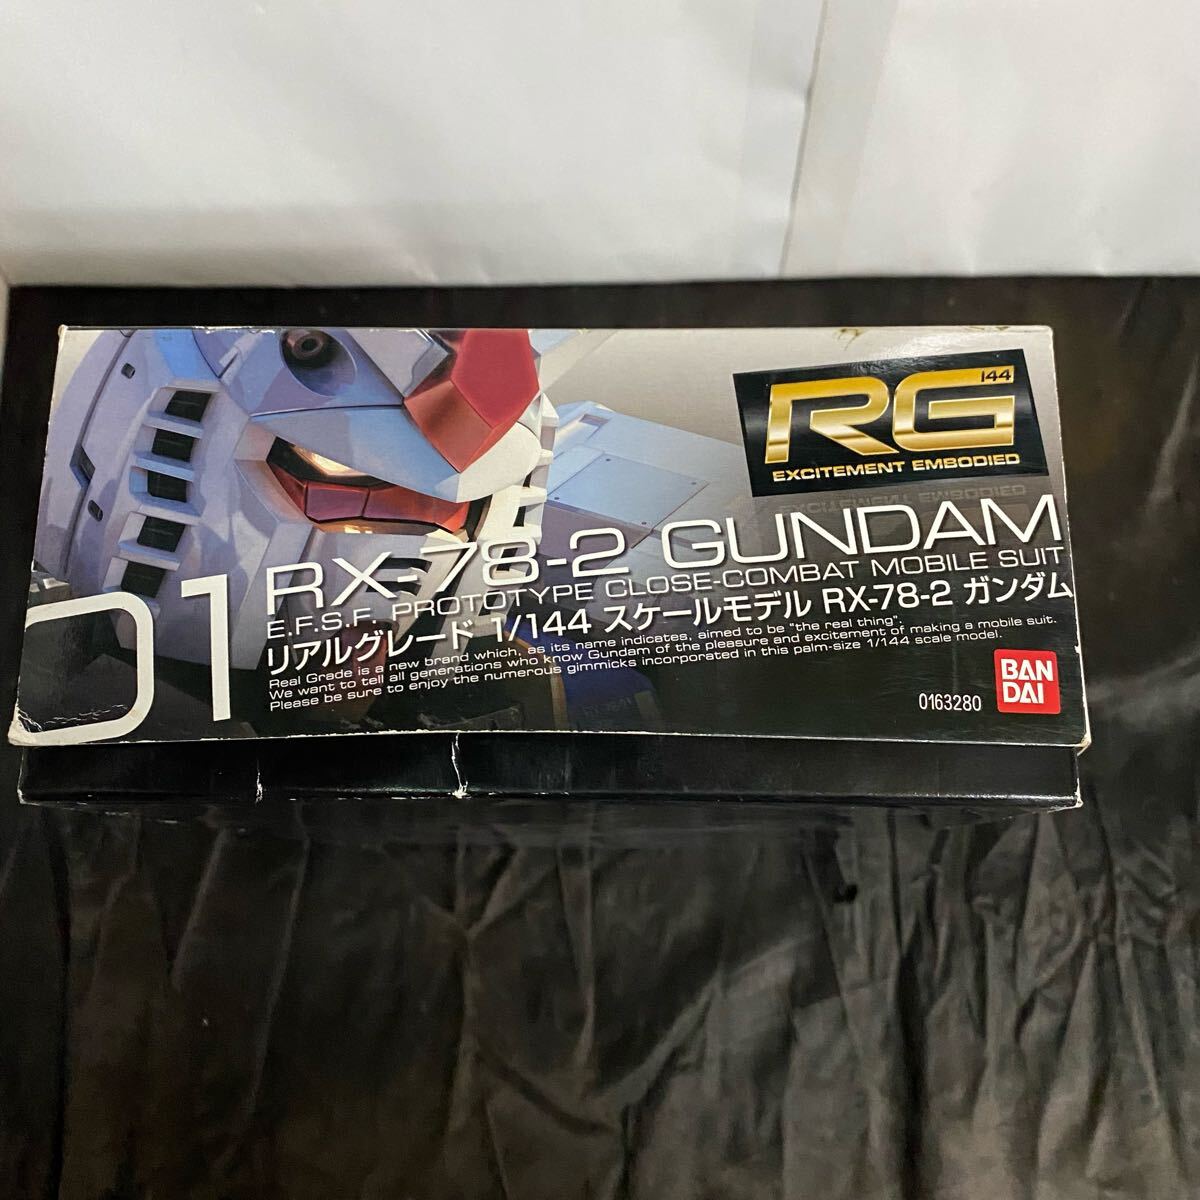 144
RG
EXCITEMENT EMBODIED
01
RX-78-2 GUNDAM
E.F.S.F. PROTOTYPE CLOSE-COMBAT MOBILE SUIT
リアルグレード 1/144 スケールモデル RX-78-2 ガンダム
Real Grade is a new brand which, as its name indicates, aimed to be "the real thing".
We want to tell all generations who know Gundam of the pleasure and excitement of making a mobile suit.
Please be sure to enjoy the numerous gimmicks incorporated in this palm-size 1/144 scale model.
0163280
BAN
DAI